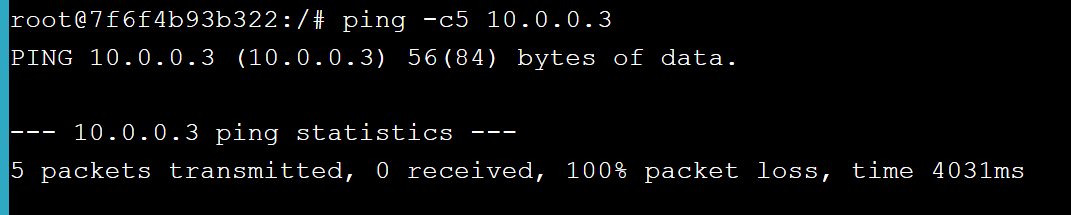 root@7f6f4b93b322:/# ping -c5 10.0.0.3
PING 10.0.0.3 (10.0.0.3) 56(84) bytes of data.
--- 10.0.0.3 ping statistics ---
5 packets transmitted, 0 received, 100% packet loss, time 4031ms